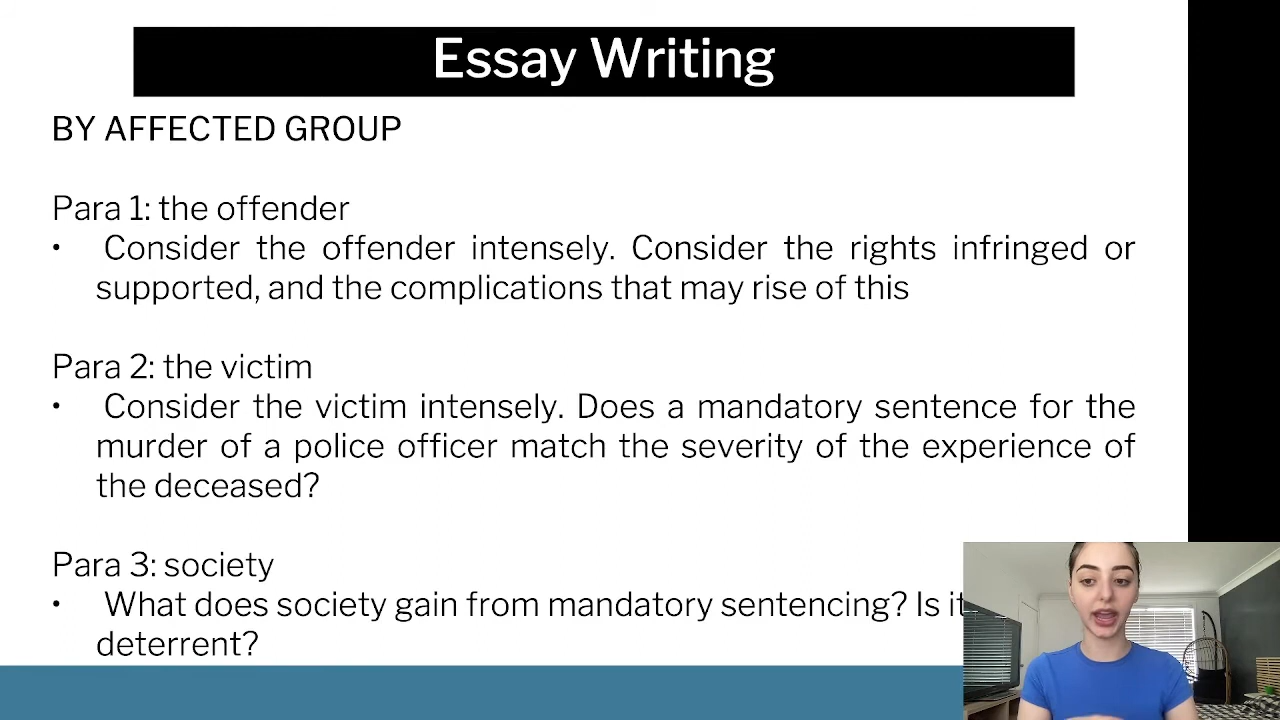 Essay Writing
BY AFFECTED GROUP
Para 1: the offender
• Consider the offender intensely. Consider the rights infringed or
supported, and the complications that may rise of this
Para 2: the victim
• Consider the victim intensely. Does a mandatory sentence for the
murder of a police officer match the severity of the experience of
the deceased?
Para 3: society
• What does society gain from mandatory sentencing? Is it
deterrent?